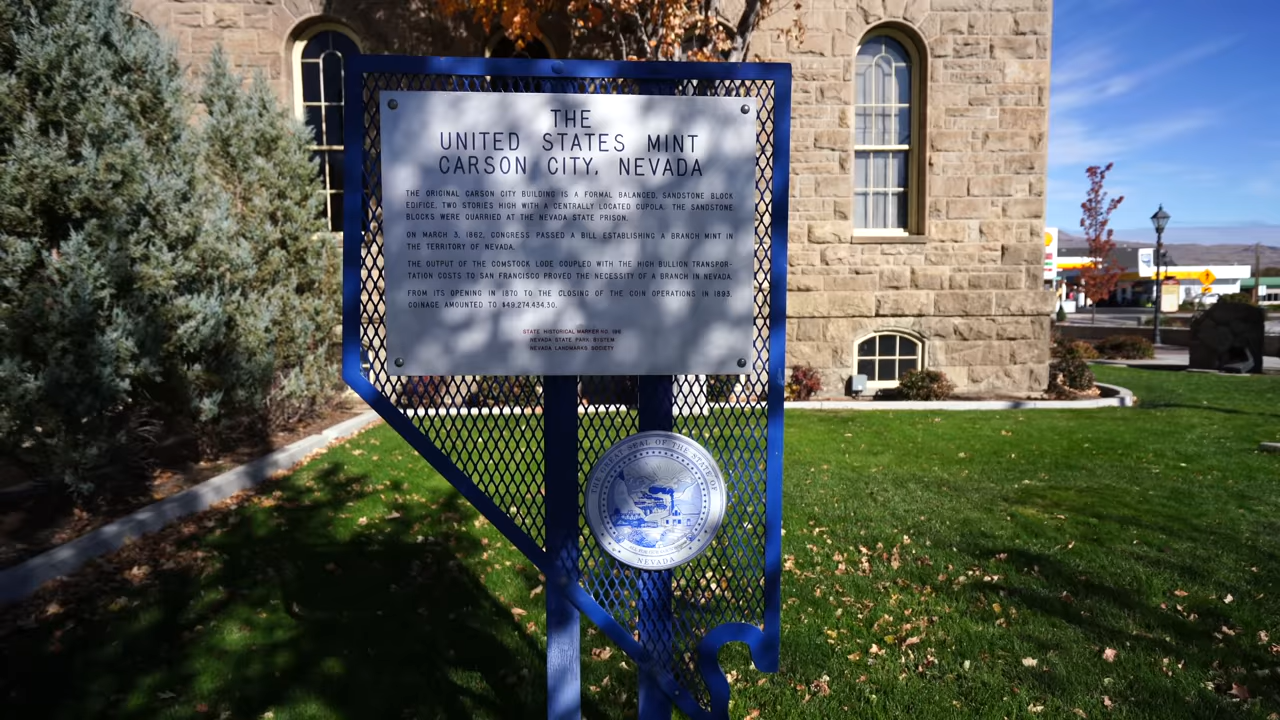 THE
UNITED STATES MINT
CARSON CITY, NEVADA
THE ORIGINAL CARSON CITY BUILDING IS A FORMAL BALANCED, SANDSTONE BLOCK
EDIFICE, TWO STORIES HIGH WITH A CENTRALLY LOCATED CUPOLA. THE SANDSTONE
BLOCKS WERE QUARRIED AT THE NEVADA STATE PRISON.
ON MARCH 3, 1862, CONGRESS PASSED A BILL ESTABLISHING A BRANCH MINT IN
THE TERRITORY OF NEVADA.
THE OUTPUT OF THE COMSTOCK LODE COUPLED WITH THE HIGH BULLION TRANSPOR-
TATION COSTS TO SAN FRANCISCO PROVED THE NECESSITY OF A BRANCH IN NEVADA.
FROM ITS OPENING IN 1870 TO THE CLOSING OF THE COIN OPERATIONS IN 1893,
COINAGE AMOUNTED TO $49,274,434.30.
STATE HISTORICAL MARKER NO. 196
NEVADA STATE PARK SYSTEM
NEVADA LANDMARKS SOCIETY
THE GREAT SEAL OF THE STATE OF
NEVADA